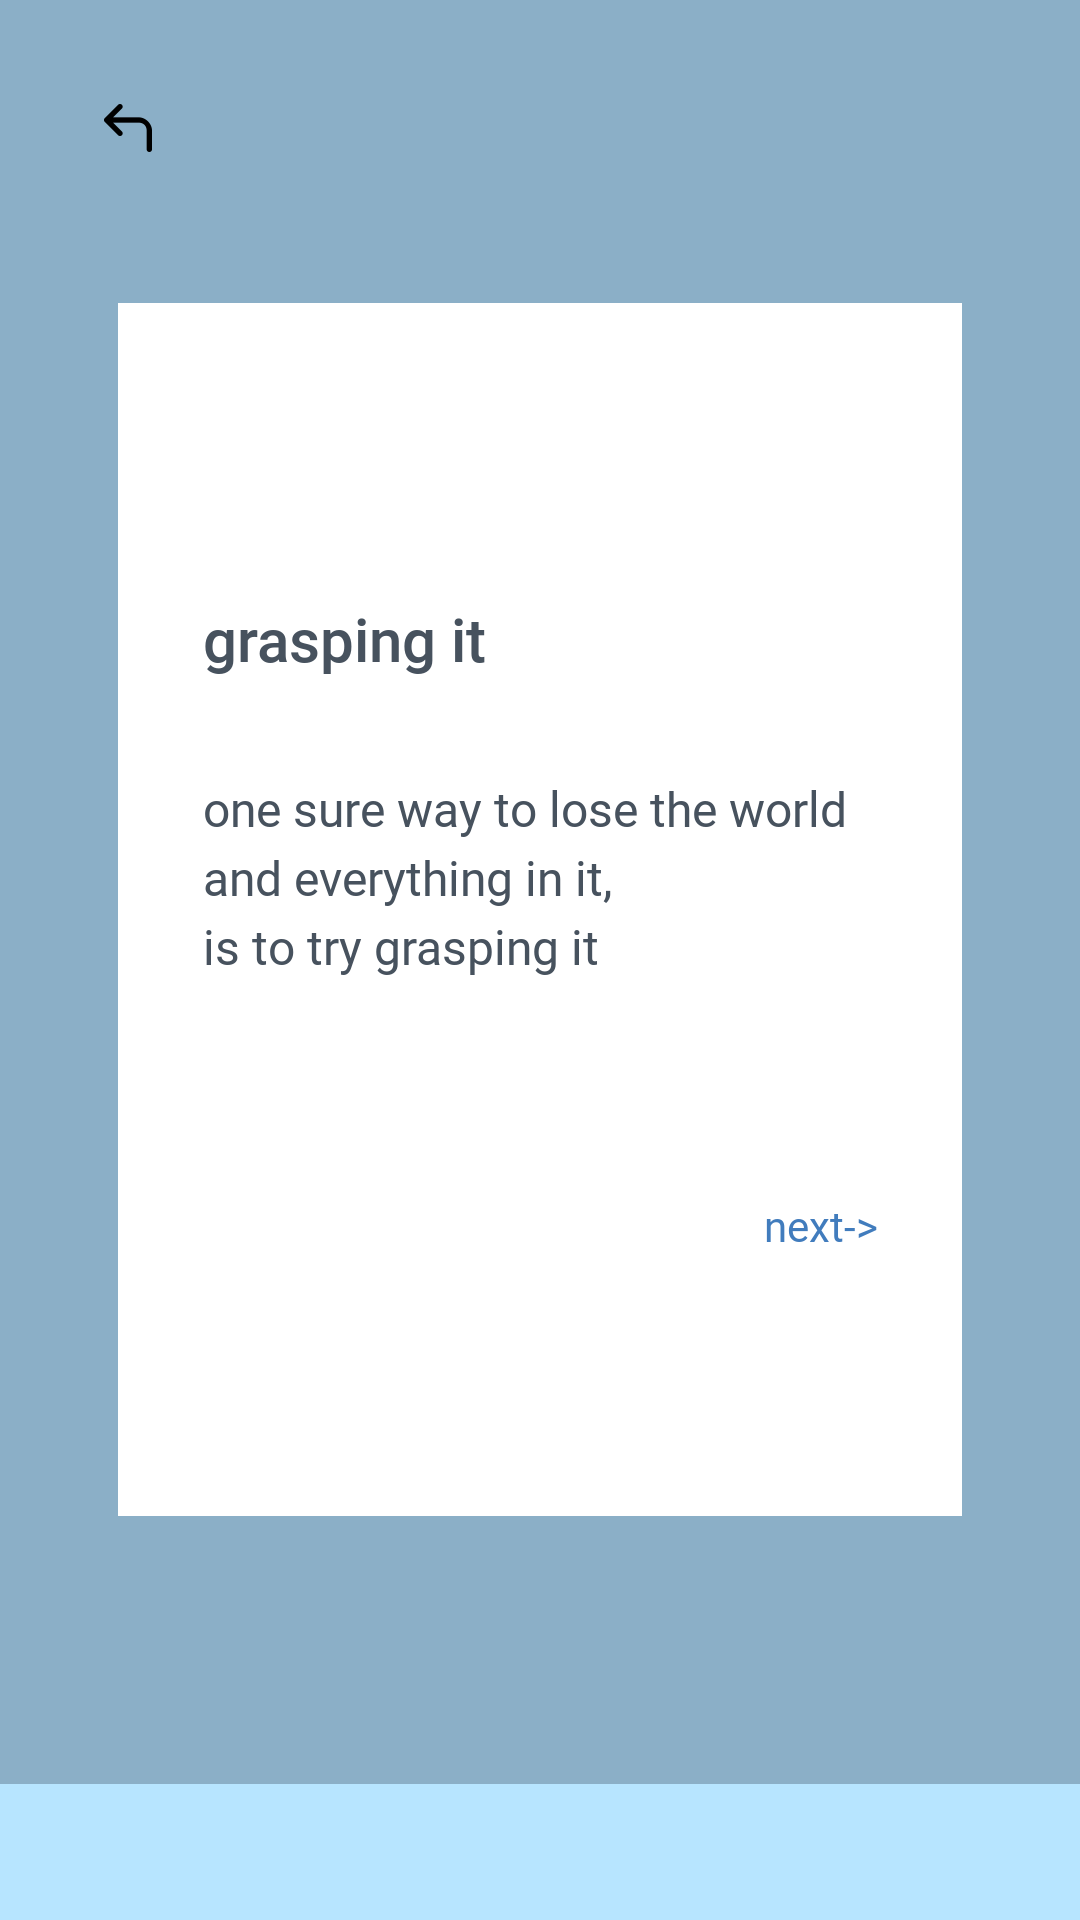 grasping it
one sure way to lose the world
and everything in it,
is to try grasping it
next->